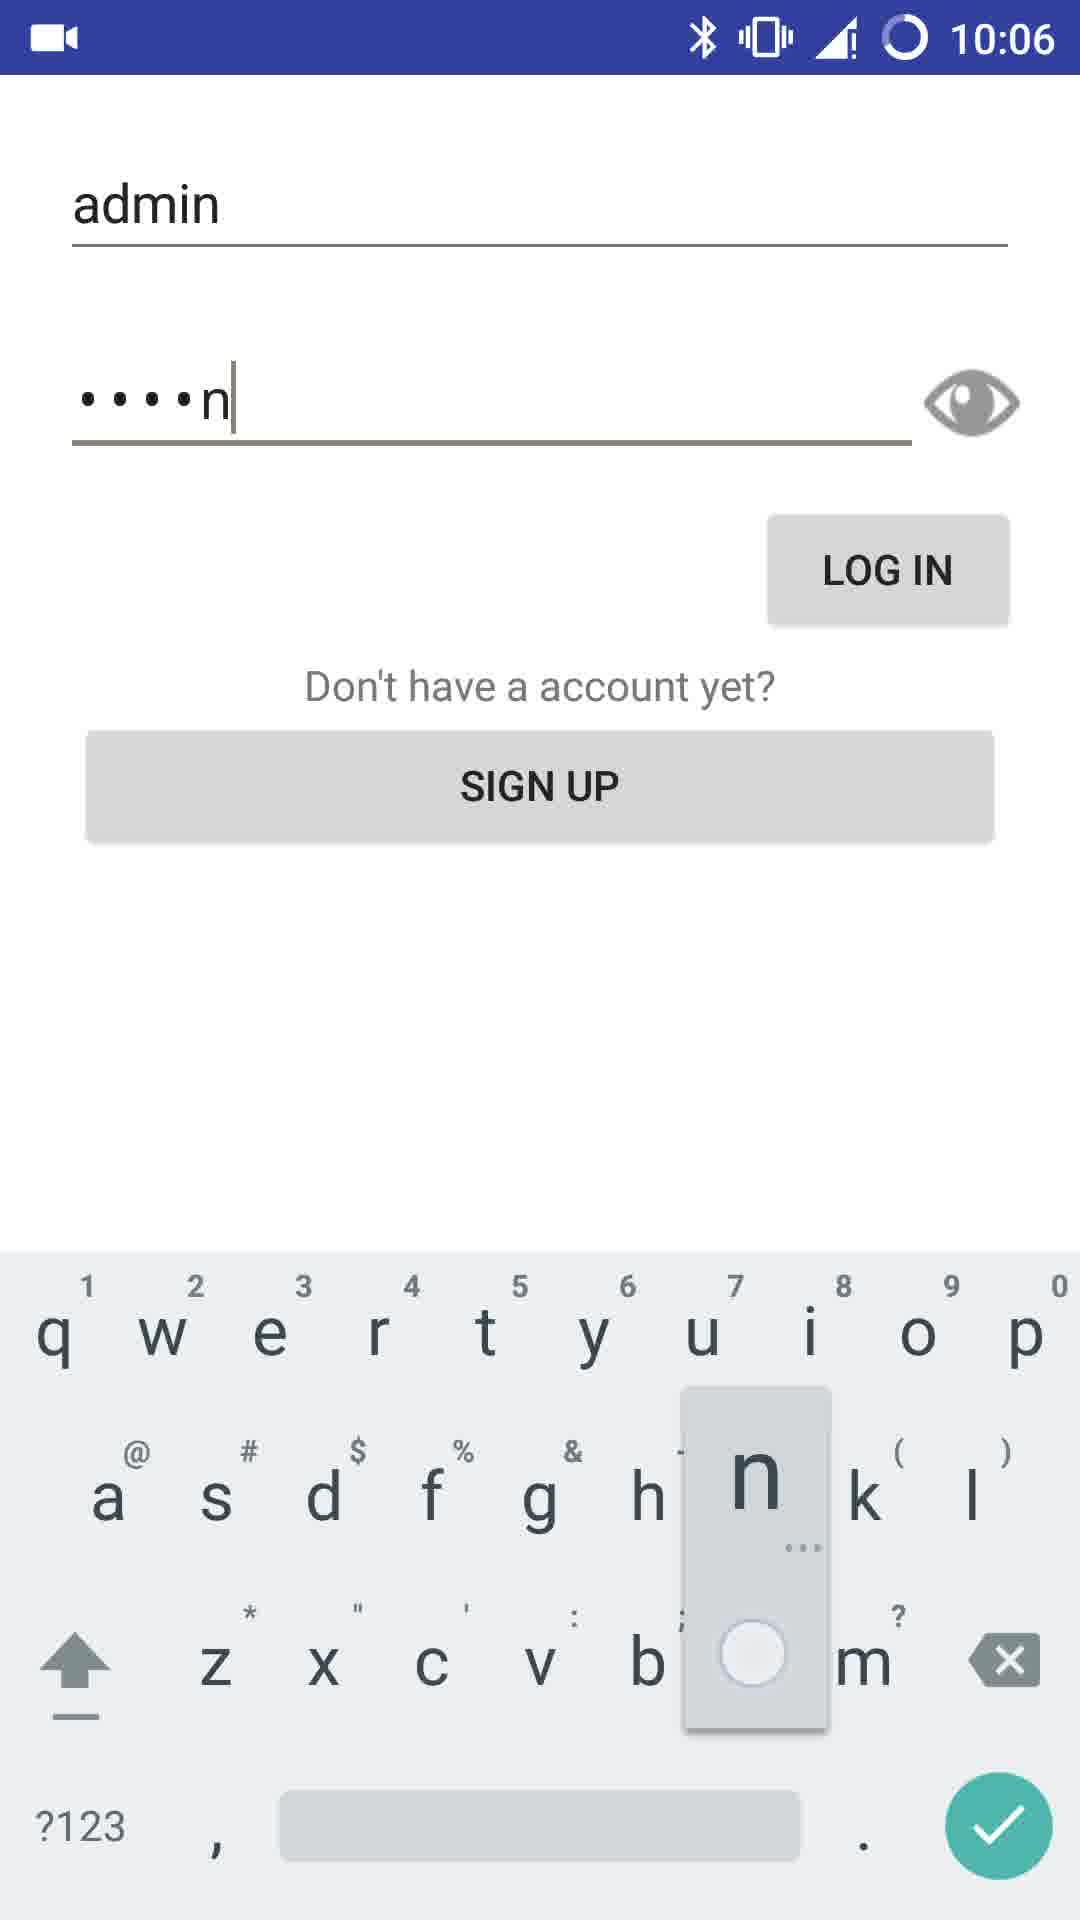 10:06
admin
••••n
LOG IN
Don't have a account yet?
SIGN UP
1 2 3 4 5 6 7 8 9 0
q w e r t y u i o p
@ # $ % & - ( )
a s d f g h n k l
* " ' : ; ?
z x c v b m
?123 , .